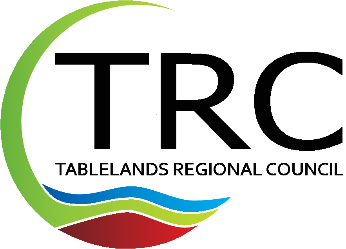 TRC
TABLELANDS REGIONAL COUNCIL